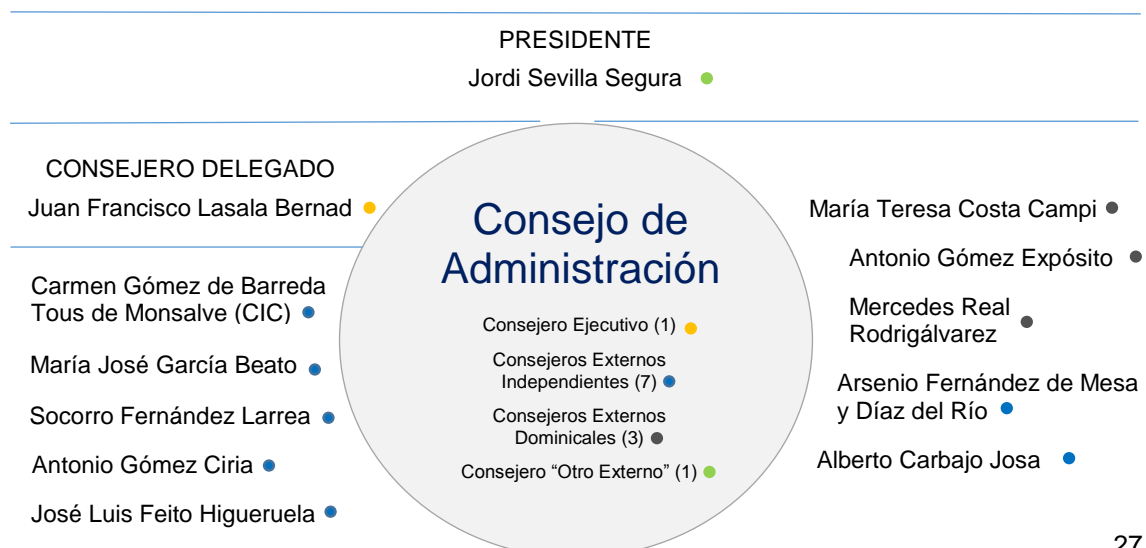 PRESIDENTE
Jordi Sevilla Segura
CONSEJERO DELEGADO
Juan Francisco Lasala Bernad
Carmen Gómez de Barreda
Tous de Monsalve (CIC)
María José García Beato
Socorro Fernández Larrea
Antonio Gómez Ciria
José Luis Feito Higueruela
Consejo de
Administración
Consejero Ejecutivo (1)
Consejeros Externos
Independientes (7)
Consejeros Externos
Dominicales (3)
Consejero “Otro Externo” (1)
María Teresa Costa Campi
Antonio Gómez Expósito
Mercedes Real
Rodrigálvarez
Arsenio Fernández de Mesa
y Díaz del Río
Alberto Carbajo Josa
27